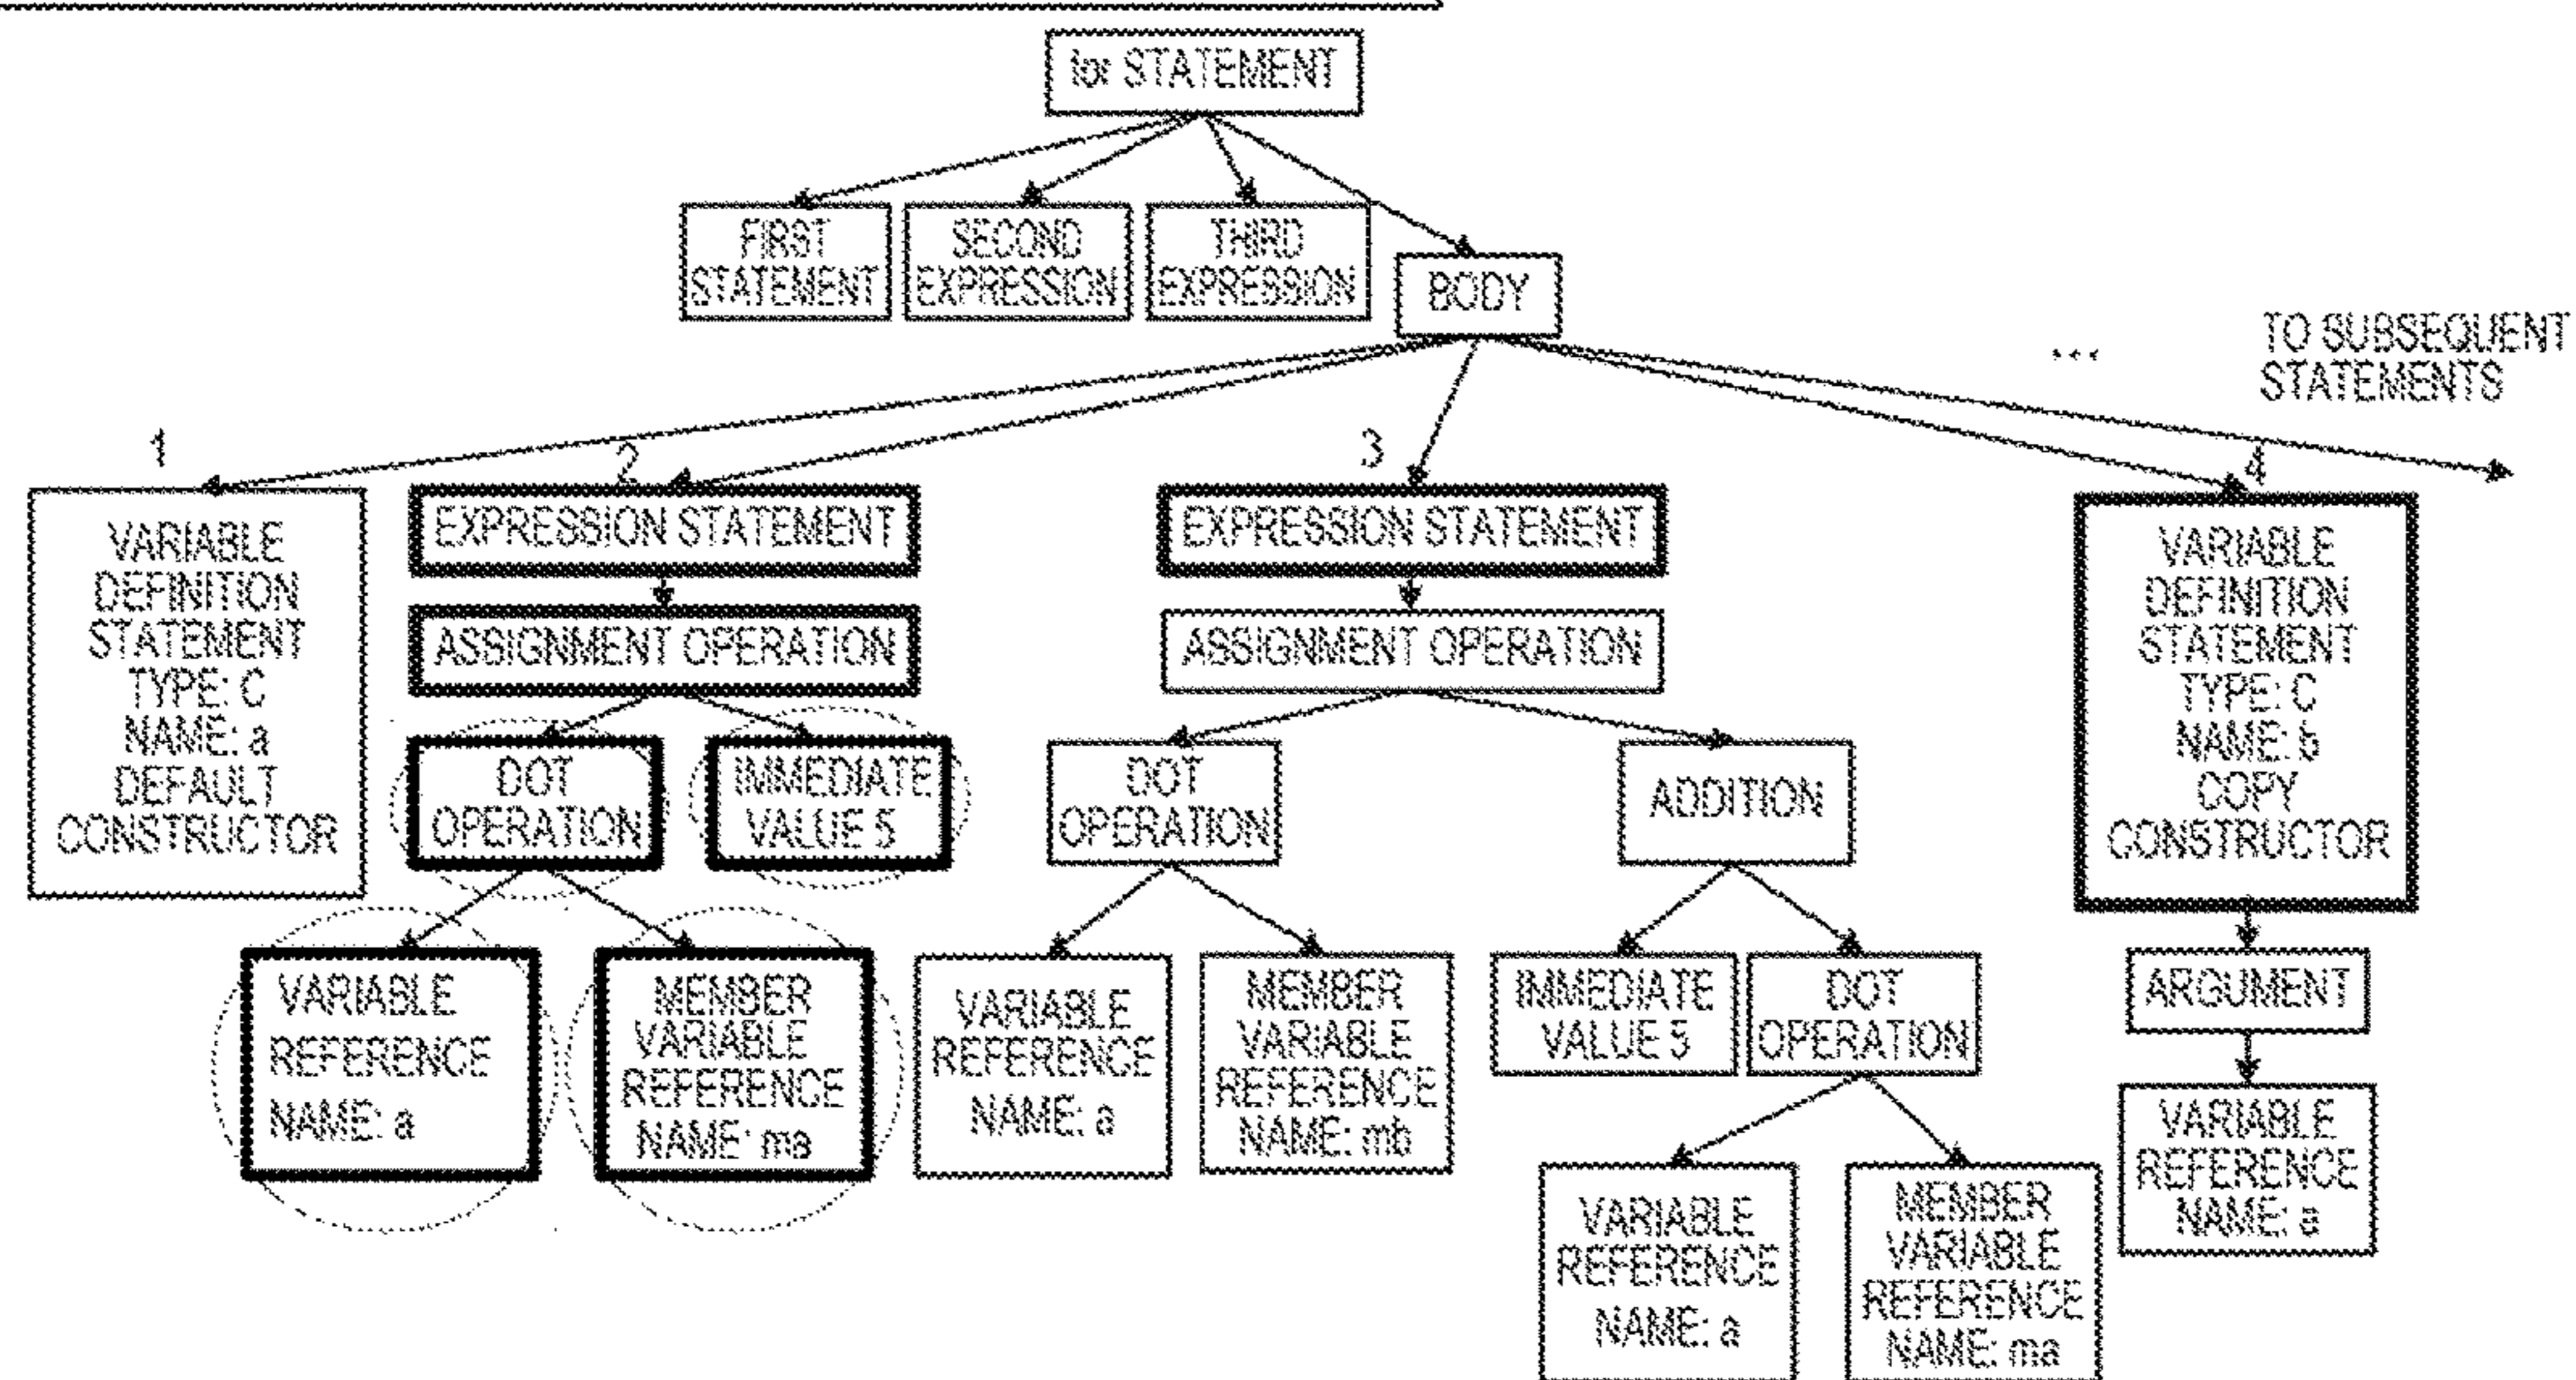 for STATEMENT
FIRST
STATEMENT
SECOND
EXPRESSION
THIRD
EXPRESSION
BODY
...
TO SUBSEQUENT
STATEMENTS
1
2
3
4
VARIABLE
DEFINITION
STATEMENT
TYPE: C
NAME: a
DEFAULT
CONSTRUCTOR
EXPRESSION STATEMENT
ASSIGNMENT OPERATION
DOT
OPERATION
IMMEDIATE
VALUE 5
VARIABLE
REFERENCE
NAME: a
MEMBER
VARIABLE
REFERENCE
NAME: ma
EXPRESSION STATEMENT
ASSIGNMENT OPERATION
DOT
OPERATION
ADDITION
VARIABLE
REFERENCE
NAME: a
MEMBER
VARIABLE
REFERENCE
NAME: mb
IMMEDIATE
VALUE 5
DOT
OPERATION
VARIABLE
REFERENCE
NAME: a
MEMBER
VARIABLE
REFERENCE
NAME: ma
VARIABLE
DEFINITION
STATEMENT
TYPE: C
NAME: b
COPY
CONSTRUCTOR
ARGUMENT
VARIABLE
REFERENCE
NAME: a